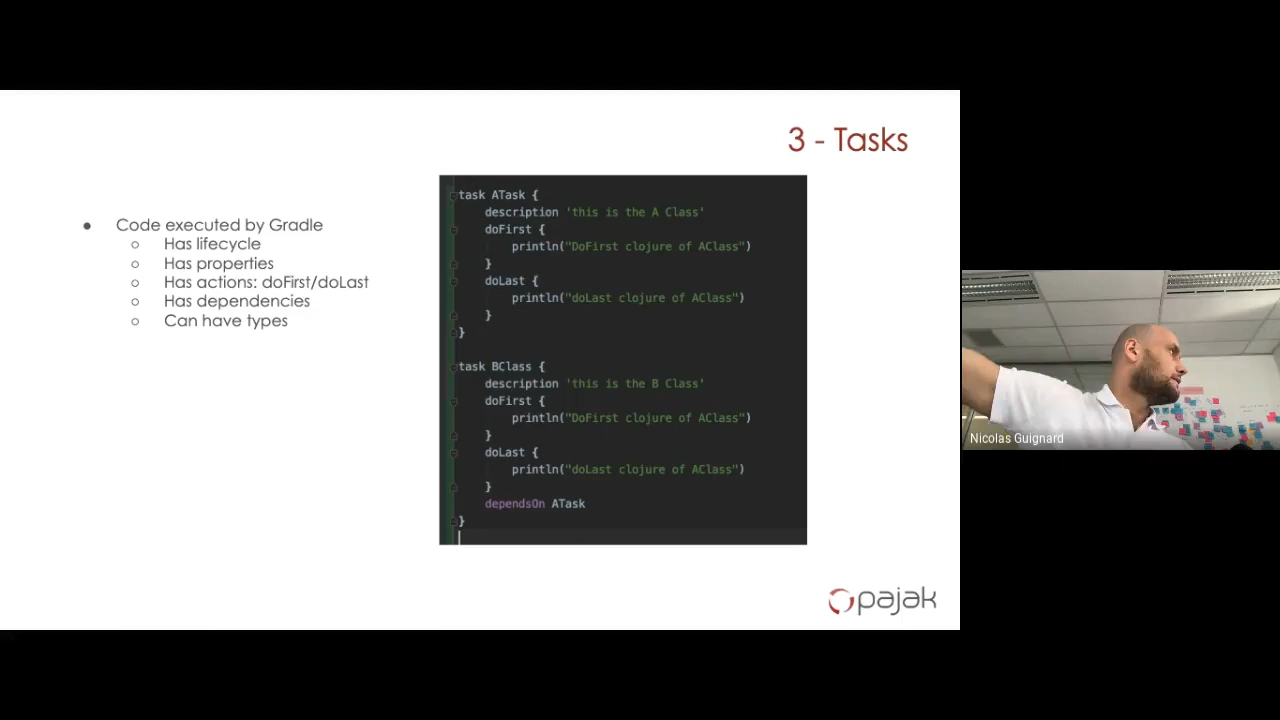 3 - Tasks
● Code executed by Gradle
○ Has lifecycle
○ Has properties
○ Has actions: doFirst/doLast
○ Has dependencies
○ Can have types
task ATask {
description 'this is the A Class'
doFirst {
println("DoFirst clojure of AClass")
}
doLast {
println("doLast clojure of AClass")
}
}
task BClass {
description 'this is the B Class'
doFirst {
println("DoFirst clojure of AClass")
}
doLast {
println("doLast clojure of AClass")
}
dependsOn ATask
}
pajak
Nicolas Guignard